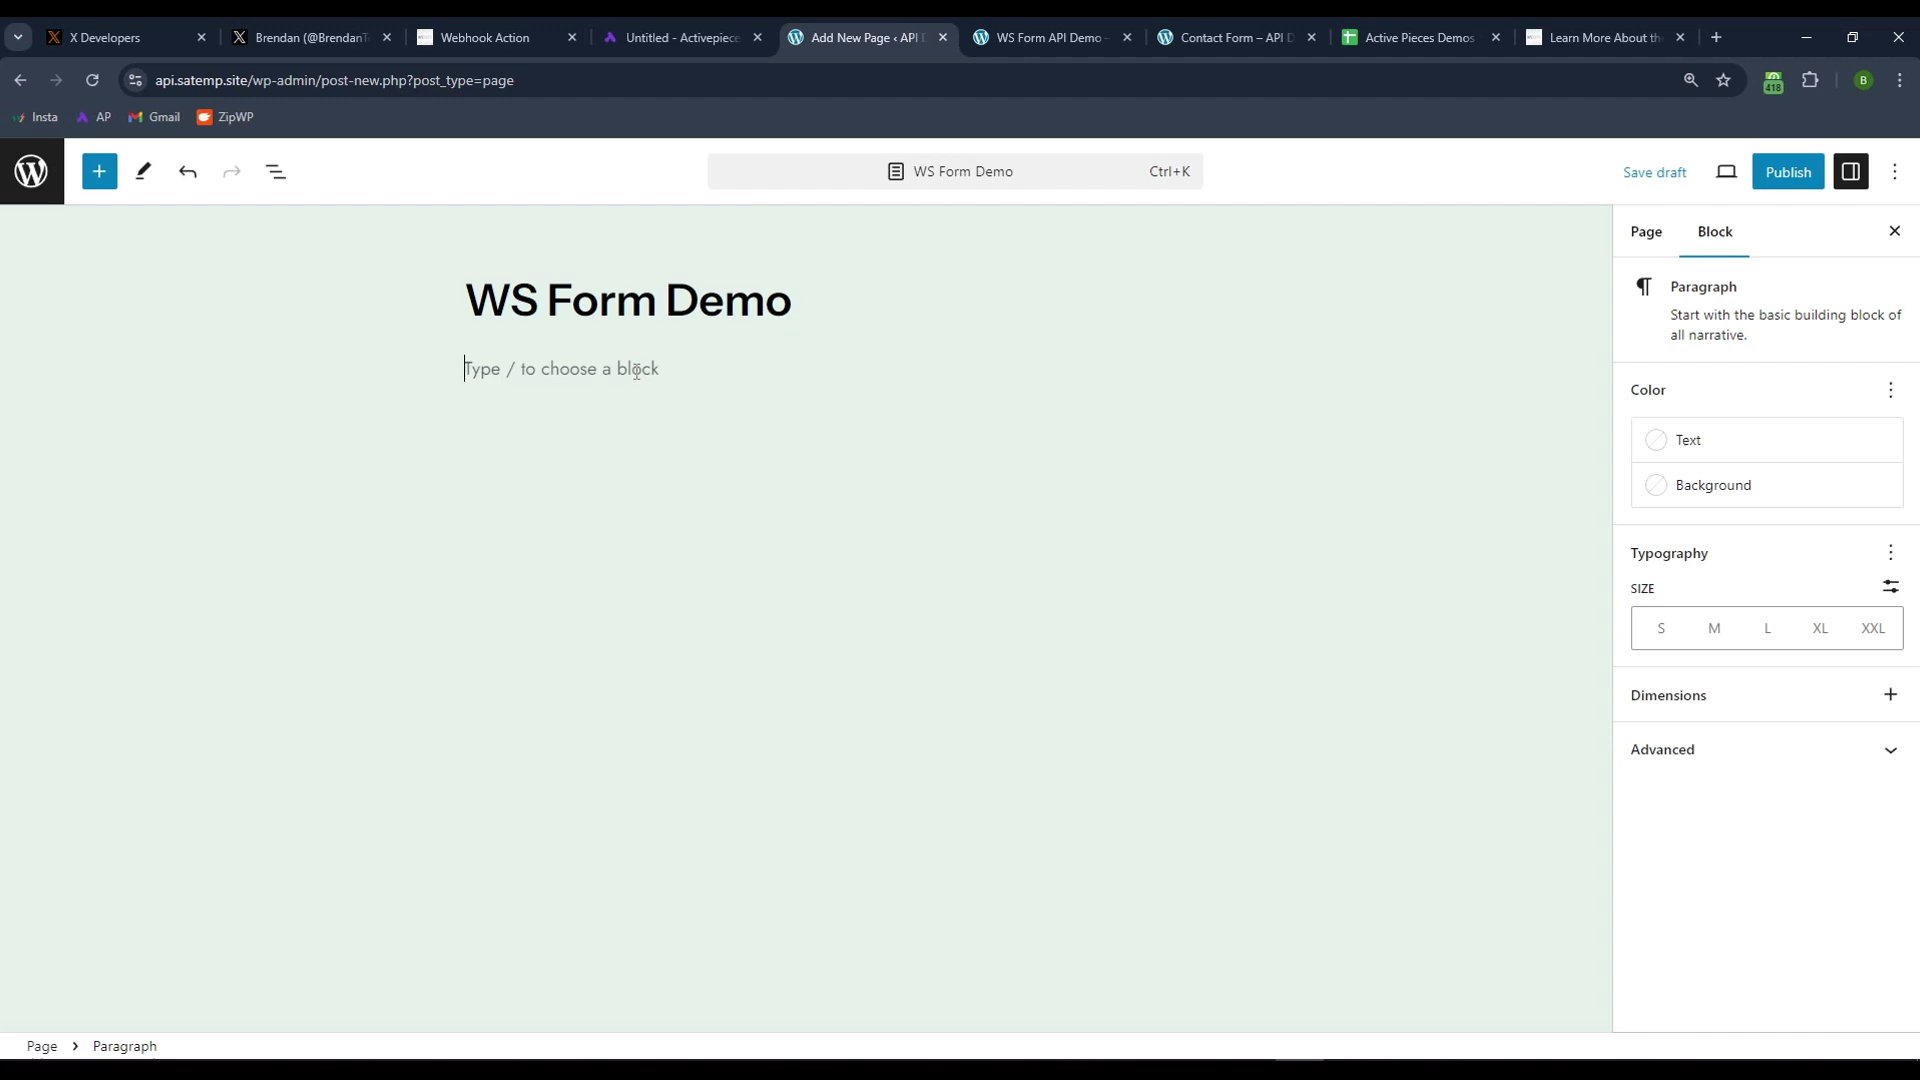 X Developers
Brendan (@BrendanT
Webhook Action
Untitled - Activepiece
Add New Page ‹ API D
WS Form API Demo -
Contact Form – API D
Active Pieces Demos
Learn More About th
api.satemp.site/wp-admin/post-new.php?post_type=page
418
B
Insta
AP
Gmail
ZipWP
WS Form Demo
Ctrl+K
Save draft
Publish
Page
Block
WS Form Demo
Type / to choose a block
Paragraph
Start with the basic building block of
all narrative.
Color
Text
Background
Typography
SIZE
S M L XL XXL
Dimensions
Advanced
Page › Paragraph